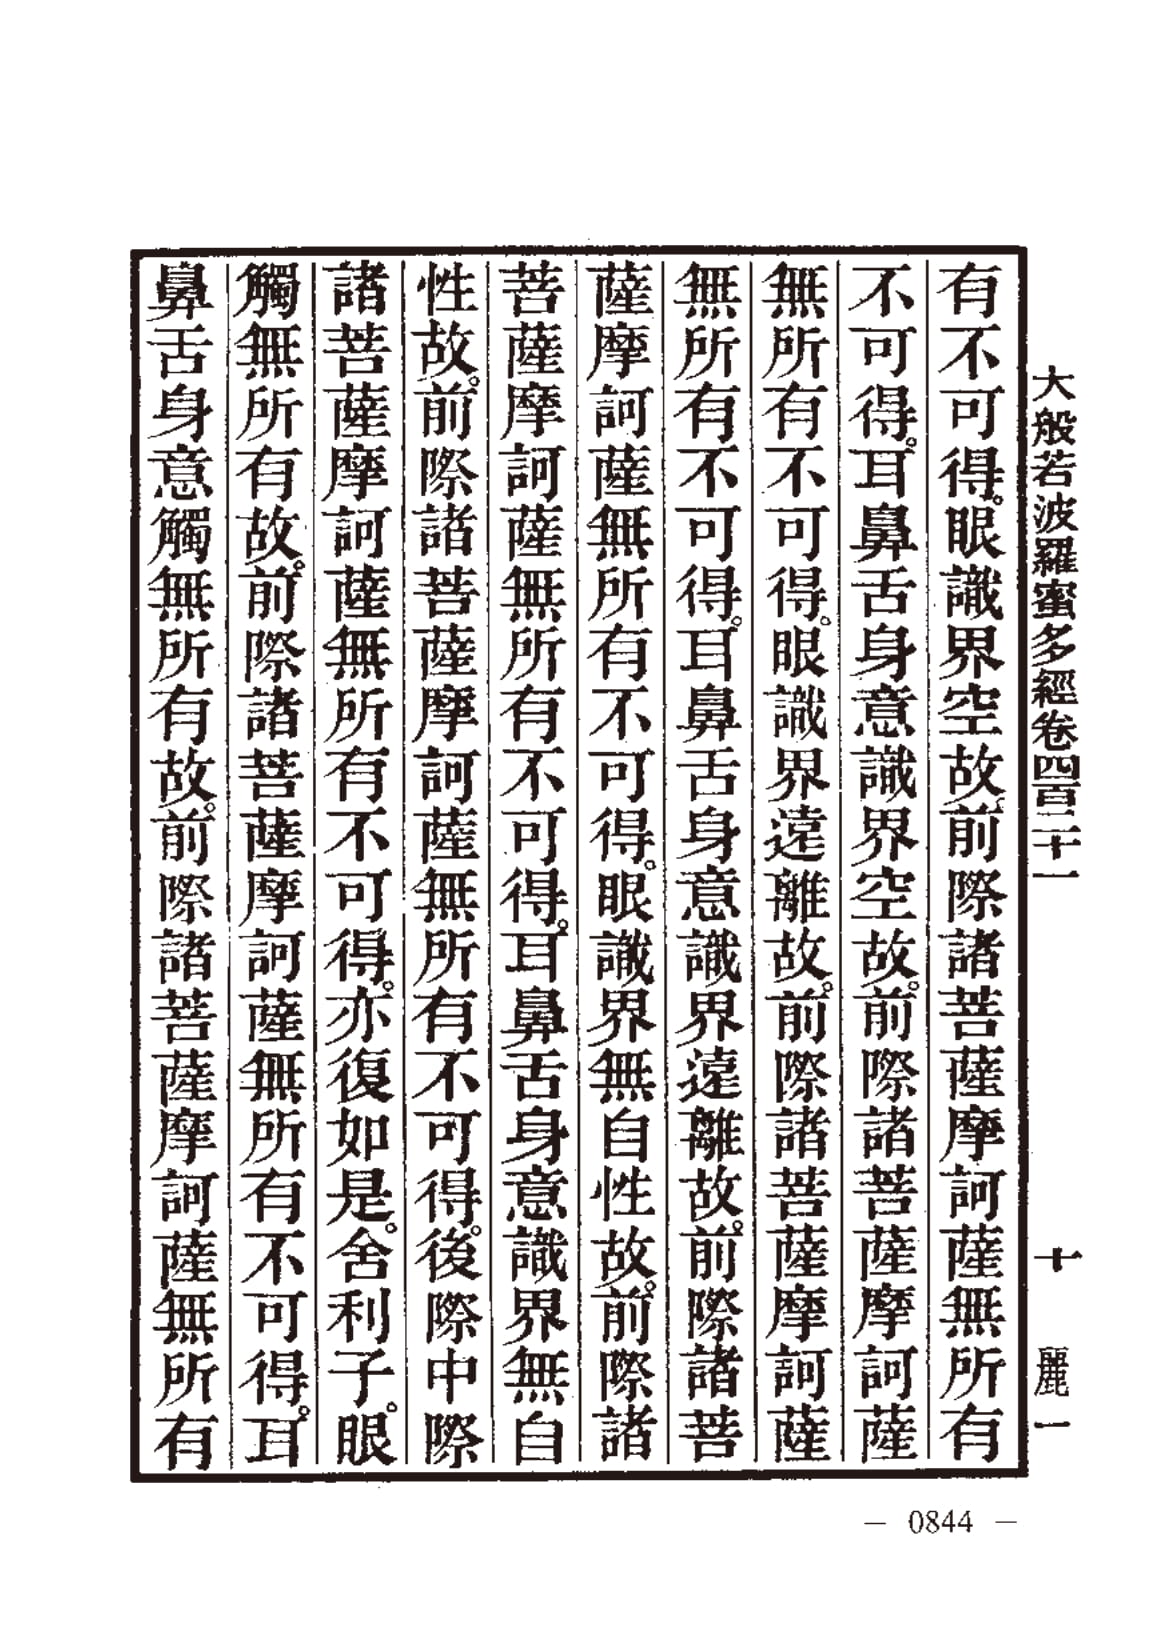 大般若波羅蜜多經卷四百二十一　十　麗一
有不可得。眼識界空故。前際諸菩薩摩訶薩無所有
不可得。耳鼻舌身意識界空故。前際諸菩薩摩訶薩
無所有不可得。眼識界遠離故。前際諸菩薩摩訶薩
無所有不可得。耳鼻舌身意識界遠離故。前際諸菩
薩摩訶薩無所有不可得。眼識界無自性故。前際諸
菩薩摩訶薩無所有不可得。耳鼻舌身意識界無自
性故。前際諸菩薩摩訶薩無所有不可得。後際中際
諸菩薩摩訶薩無所有不可得。亦復如是。舍利子。眼
觸無所有故。前際諸菩薩摩訶薩無所有不可得。耳
鼻舌身意觸無所有故。前際諸菩薩摩訶薩無所有
— 0844 —